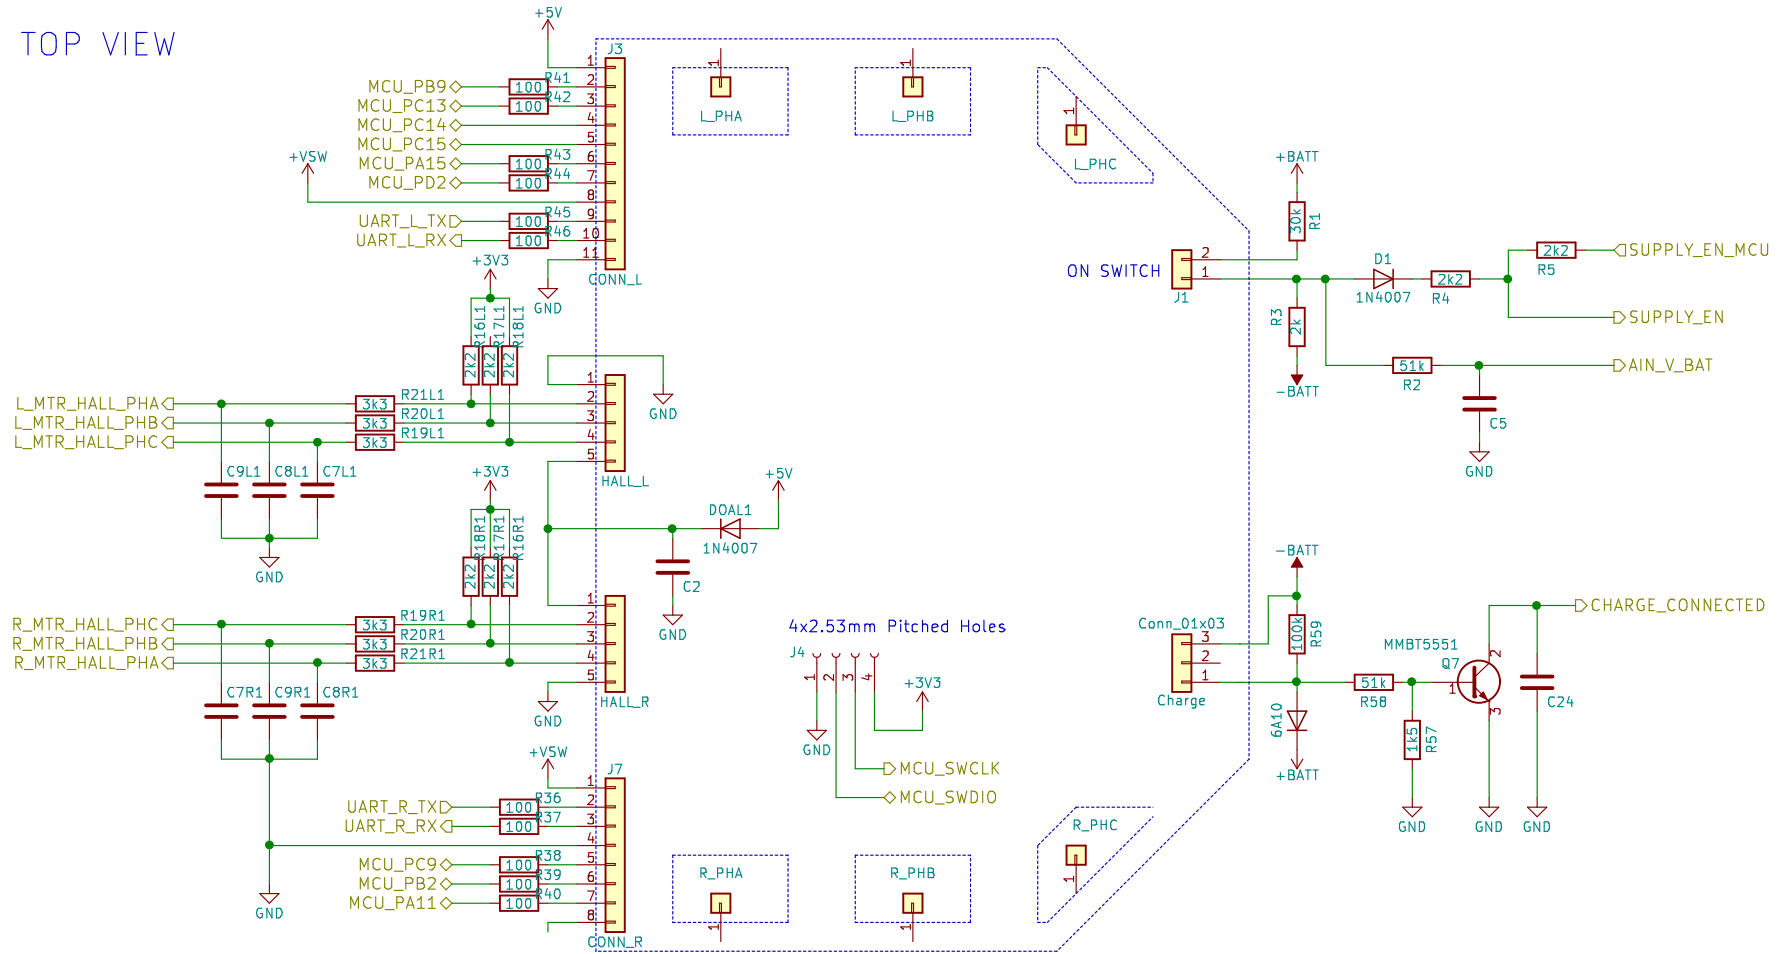 TOP VIEW
+5V
J3
1
2
3
4
5
6
7
8
9
10
11
CONN_L
MCU_PB9
100
R41
MCU_PC13
100
R42
MCU_PC14
MCU_PC15
MCU_PA15
100
R43
MCU_PD2
100
R44
+VSW
UART_L_TX
100
R45
UART_L_RX
100
R46
GND
L_PHA
1
L_PHB
1
L_PHC
1
+BATT
30k
R1
ON SWITCH
2
1
J1
D1
1N4007
2k2
R4
2k2
R5
SUPPLY_EN_MCU
SUPPLY_EN
R3
2k
-BATT
51k
R2
AIN_V_BAT
C5
GND
+3V3
R16L1
R17L1
R18L1
2k2
2k2
2k2
L_MTR_HALL_PHA
3k3
R21L1
L_MTR_HALL_PHB
3k3
R20L1
L_MTR_HALL_PHC
3k3
R19L1
1
2
3
4
5
HALL_L
GND
C9L1
C8L1
C7L1
GND
+3V3
R18R1
R17R1
R16R1
2k2
2k2
2k2
+5V
DOAL1
1N4007
C2
GND
R_MTR_HALL_PHC
3k3
R19R1
R_MTR_HALL_PHB
3k3
R20R1
R_MTR_HALL_PHA
3k3
R21R1
1
2
3
4
5
HALL_R
GND
C7R1
C9R1
C8R1
4x2.53mm Pitched Holes
J4
1
2
3
4
+3V3
GND
MCU_SWCLK
MCU_SWDIO
-BATT
100k
R59
Conn_01x03
3
2
1
Charge
6A10
+BATT
51k
R58
1k5
R57
GND
MMBT5551
Q7
1
2
3
GND
CHARGE_CONNECTED
C24
GND
+VSW
J7
1
2
3
4
5
6
7
8
CONN_R
UART_R_TX
100
R36
UART_R_RX
100
R37
MCU_PC9
100
R38
MCU_PB2
100
R39
MCU_PA11
100
R40
GND
R_PHA
1
R_PHB
1
R_PHC
1